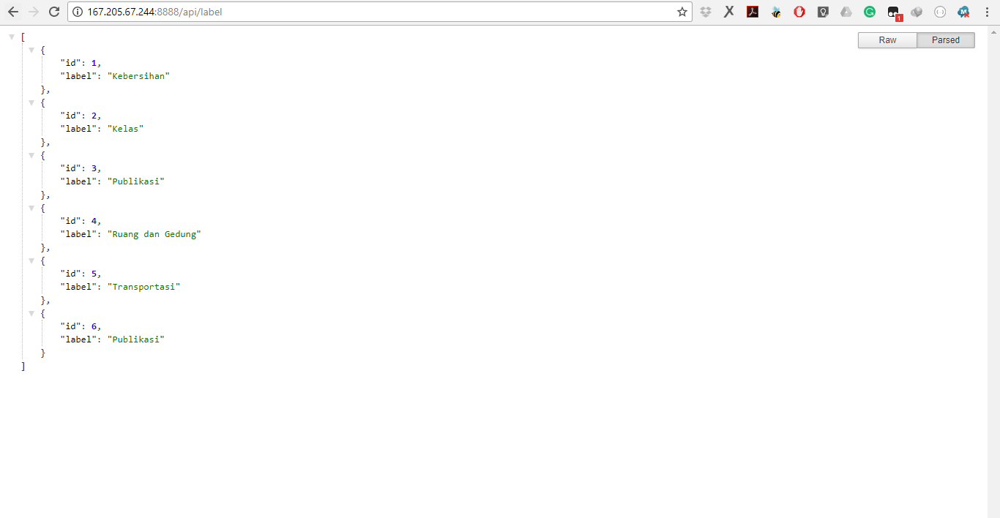 167.205.67.244:8888/api/label
1
Raw
Parsed
[
{
"id": 1,
"label": "Kebersihan"
},
{
"id": 2,
"label": "Kelas"
},
{
"id": 3,
"label": "Publikasi"
},
{
"id": 4,
"label": "Ruang dan Gedung"
},
{
"id": 5,
"label": "Transportasi"
},
{
"id": 6,
"label": "Publikasi"
}
]